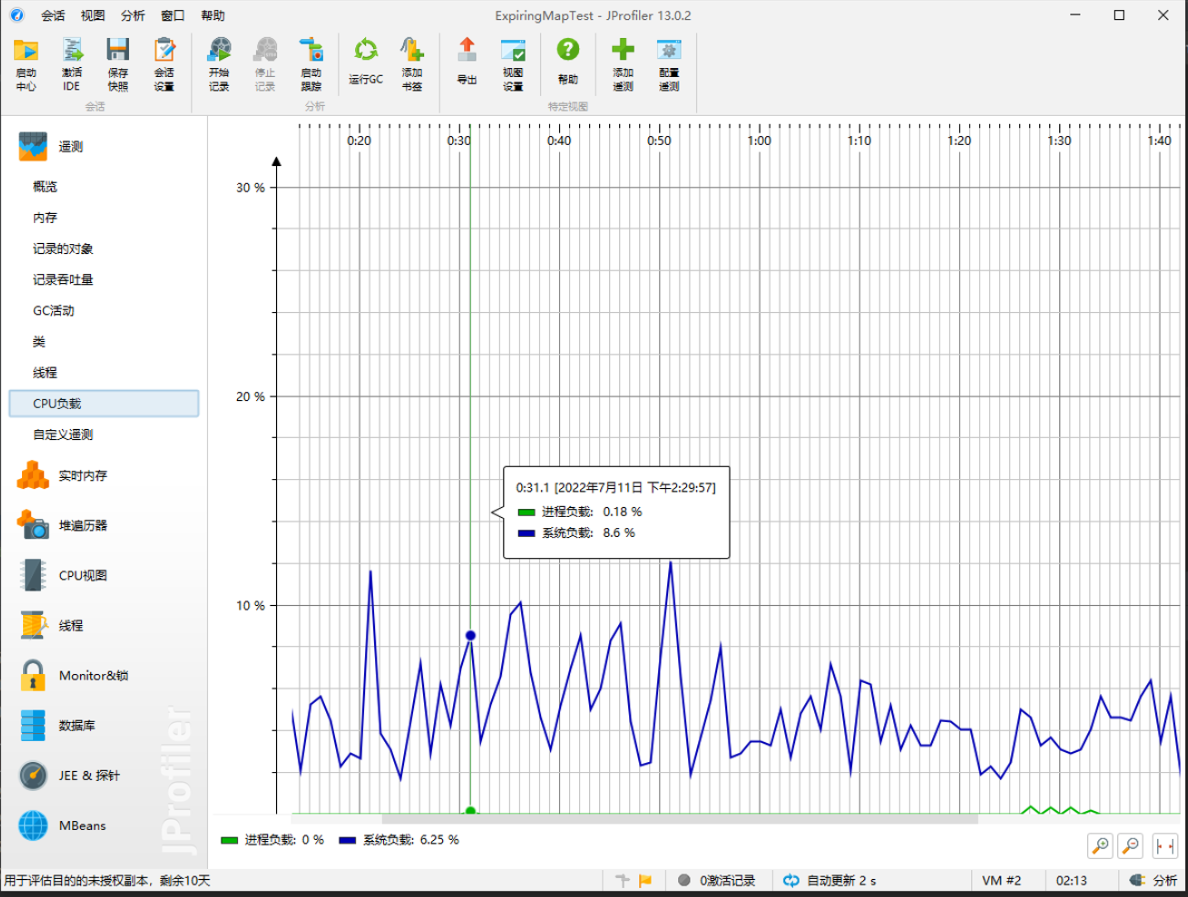 会话 视图 分析 窗口 帮助
ExpiringMapTest - JProfiler 13.0.2
启动中心
激活IDE
保存快照
会话设置
开始记录
停止记录
启动跟踪
运行GC
添加书签
导出
视图设置
帮助
添加遥测
配置遥测
会话
分析
特定视图
遥测
概览
内存
记录的对象
记录吞吐量
GC活动
类
线程
CPU负载
自定义遥测
实时内存
堆遍历器
CPU视图
线程
Monitor&锁
数据库
JEE & 探针
MBeans
JProfiler
0:20 0:30 0:40 0:50 1:00 1:10 1:20 1:30 1:40
30 %
20 %
10 %
0:31.1 [2022年7月11日 下午2:29:57]
进程负载: 0.18 %
系统负载: 8.6 %
进程负载: 0 % 系统负载: 6.25 %
用于评估目的的未授权副本，剩余10天
0激活记录
自动更新 2 s
VM #2
02:13
分析